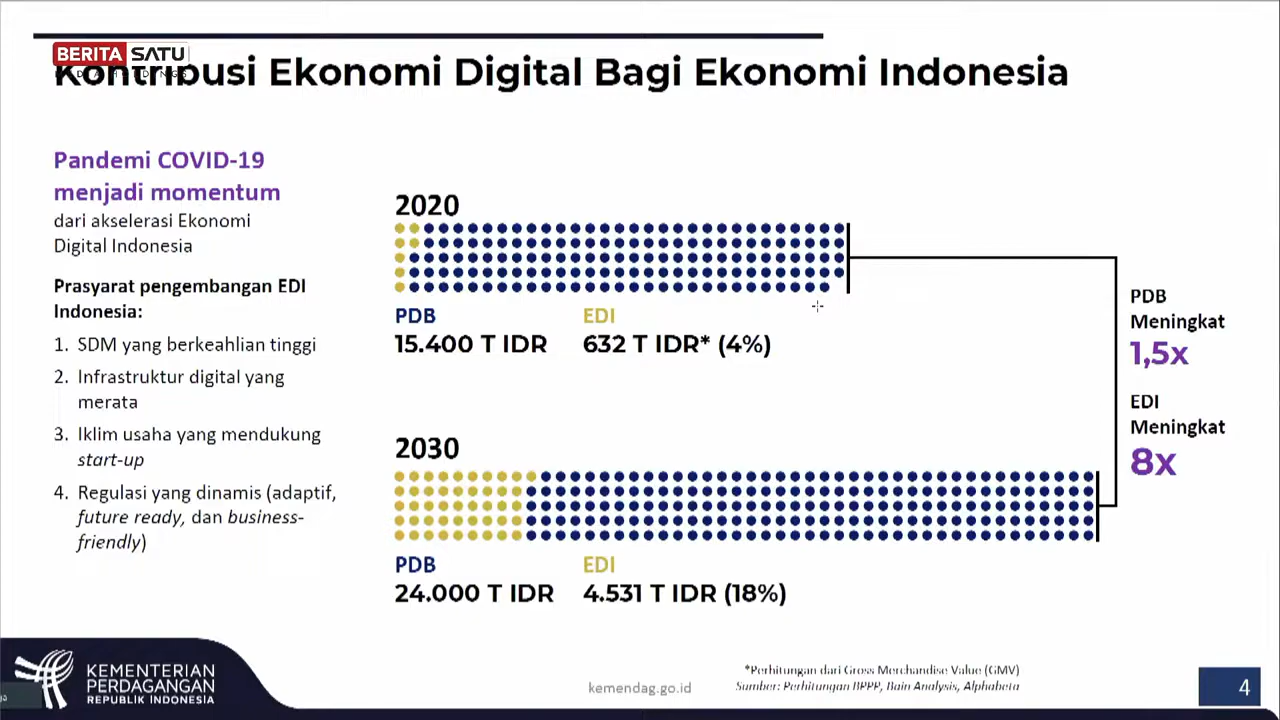 BERITA SATU
Kontribusi Ekonomi Digital Bagi Ekonomi Indonesia
Pandemi COVID-19
menjadi momentum
dari akselerasi Ekonomi
Digital Indonesia
Prasyarat pengembangan EDI
Indonesia:
1. SDM yang berkeahlian tinggi
2. Infrastruktur digital yang
merata
3. Iklim usaha yang mendukung
start-up
4. Regulasi yang dinamis (adaptif,
future ready, dan business-
friendly)
2020
PDB
15.400 T IDR
EDI
632 T IDR* (4%)
2030
PDB
24.000 T IDR
EDI
4.531 T IDR (18%)
PDB
Meningkat
1,5x
EDI
Meningkat
8x
KEMENTERIAN
PERDAGANGAN
REPUBLIK INDONESIA
kemendag.go.id
*Perhitungan dari Gross Merchandise Value (GMV)
Sumber: Perhitungan BPPP, Bain Analysis, Alphabeta
4